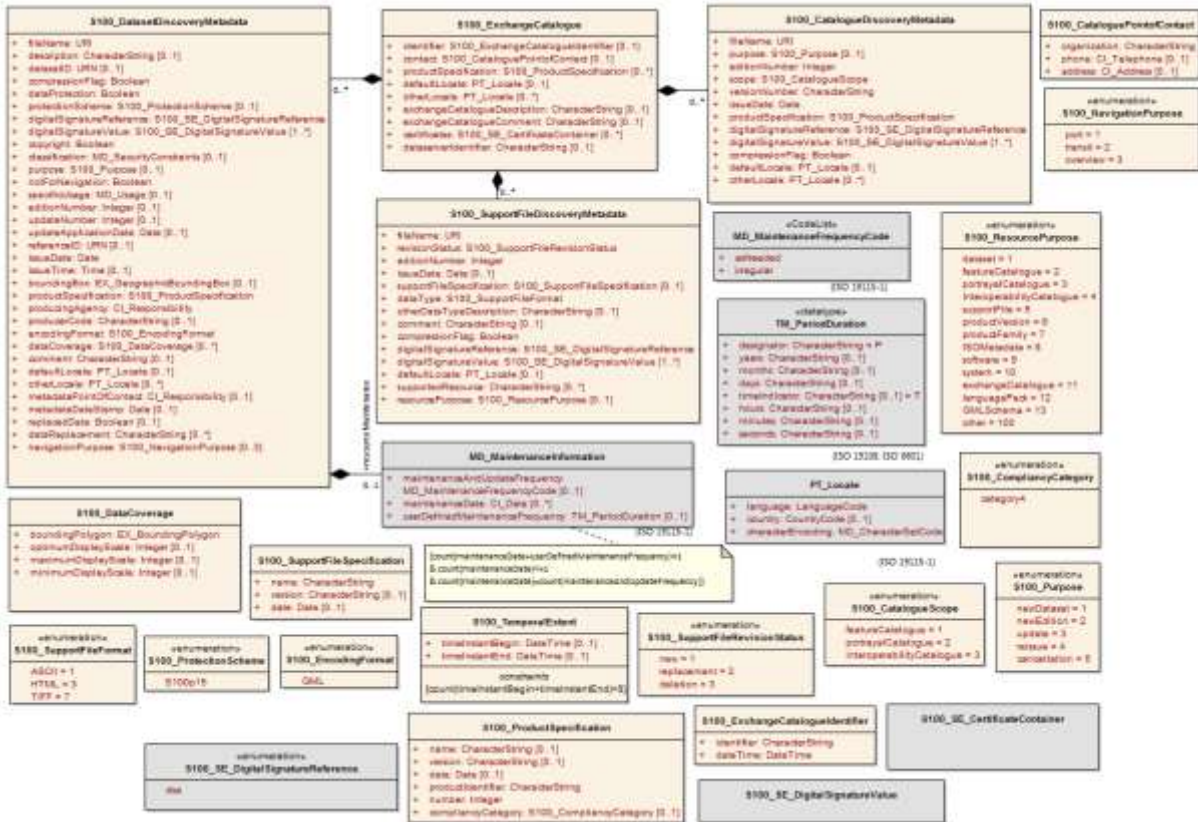 S100_DatasetDiscoveryMetadata
+ fileName: URI
+ description: CharacterString [0..1]
+ datasetID: URN [0..1]
+ compressionFlag: Boolean
+ dataProtection: Boolean
+ protectionScheme: S100_ProtectionScheme [0..1]
+ digitalSignatureReference: S100_SE_DigitalSignatureReference
+ digitalSignatureValue: S100_SE_DigitalSignatureValue [1..*]
+ copyright: Boolean
+ classification: MD_SecurityConstraints [0..1]
+ purpose: S100_Purpose [0..1]
+ notForNavigation: Boolean
+ specificUsage: MD_Usage [0..1]
+ editionNumber: Integer [0..1]
+ updateNumber: Integer [0..1]
+ updateApplicationDate: Date [0..1]
+ referenceID: URN [0..1]
+ issueDate: Date
+ issueTime: Time [0..1]
+ boundingBox: EX_GeographicBoundingBox [0..1]
+ productSpecification: S100_ProductSpecification
+ producingAgency: CI_Responsibility
+ producerCode: CharacterString [0..1]
+ encodingFormat: S100_EncodingFormat
+ dataCoverage: S100_DataCoverage [0..*]
+ comment: CharacterString [0..1]
+ defaultLocale: PT_Locale [0..1]
+ otherLocale: PT_Locale [0..*]
+ metadataPointOfContact: CI_Responsibility [0..1]
+ metadataDateStamp: Date [0..1]
+ replacedData: Boolean [0..1]
+ dataReplacement: CharacterString [0..*]
+ navigationPurpose: S100_NavigationPurpose [0..3]
0..*
S100_ExchangeCatalogue
+ identifier: S100_ExchangeCatalogueIdentifier [0..1]
+ contact: S100_CataloguePointofContact [0..1]
+ productSpecification: S100_ProductSpecification [0..*]
+ defaultLocale: PT_Locale [0..1]
+ otherLocale: PT_Locale [0..*]
+ exchangeCatalogueDescription: CharacterString [0..1]
+ exchangeCatalogueComment: CharacterString [0..1]
+ certificates: S100_SE_CertificateContainer [0..*]
+ dataServerIdentifier: CharacterString [0..1]
0..*
0..*
S100_CatalogueDiscoveryMetadata
+ fileName: URI
+ purpose: S100_Purpose [0..1]
+ editionNumber: Integer
+ scope: S100_CatalogueScope
+ versionNumber: CharacterString
+ issueDate: Date
+ productSpecification: S100_ProductSpecification
+ digitalSignatureReference: S100_SE_DigitalSignatureReference
+ digitalSignatureValue: S100_SE_DigitalSignatureValue [1..*]
+ compressionFlag: Boolean
+ defaultLocale: PT_Locale [0..1]
+ otherLocale: PT_Locale [0..*]
S100_CataloguePointofContact
+ organization: CharacterString
+ phone: CI_Telephone [0..1]
+ address: CI_Address [0..1]
«enumeration»
S100_NavigationPurpose
port = 1
transit = 2
overview = 3
S100_SupportFileDiscoveryMetadata
+ fileName: URI
+ revisionStatus: S100_SupportFileRevisionStatus
+ editionNumber: Integer
+ issueDate: Date [0..1]
+ supportFileSpecification: S100_SupportFileSpecification [0..1]
+ dataType: S100_SupportFileFormat
+ otherDataTypeDescription: CharacterString [0..1]
+ comment: CharacterString [0..1]
+ compressionFlag: Boolean
+ digitalSignatureReference: S100_SE_DigitalSignatureReference
+ digitalSignatureValue: S100_SE_DigitalSignatureValue [1..*]
+ defaultLocale: PT_Locale [0..1]
+ supportedResource: CharacterString [0..*]
+ resourcePurpose: S100_ResourcePurpose [0..1]
«CodeList»
MD_MaintenanceFrequencyCode
+ asNeeded
+ irregular
(ISO 19115-1)
«datatype»
TM_PeriodDuration
+ designator: CharacterString = P
+ years: CharacterString [0..1]
+ months: CharacterString [0..1]
+ days: CharacterString [0..1]
+ timeIndicator: CharacterString [0..1] = T
+ hours: CharacterString [0..1]
+ minutes: CharacterString [0..1]
+ seconds: CharacterString [0..1]
(ISO 19108, ISO 8601)
«enumeration»
S100_ResourcePurpose
dataset = 1
featureCatalogue = 2
portrayalCatalogue = 3
interoperabilityCatalogue = 4
supportFile = 5
productVersion = 6
productFamily = 7
ISOMetadata = 8
software = 9
system = 10
exchangeCatalogue = 11
languagePack = 12
GMLSchema = 13
other = 100
0..1
MD_MaintenanceInformation
+ maintenanceAndUpdateFrequency:
MD_MaintenanceFrequencyCode [0..1]
+ maintenanceDate: CI_Date [0..*]
+ userDefinedMaintenanceFrequency: TM_PeriodDuration [0..1]
(ISO 19115-1)
PT_Locale
+ language: LanguageCode
+ country: CountryCode [0..1]
+ characterEncoding: MD_CharacterSetCode
(ISO 19115-1)
«enumeration»
S100_CompliancyCategory
category4
S100_DataCoverage
+ boundingPolygon: EX_BoundingPolygon
+ optimumDisplayScale: Integer [0..1]
+ maximumDisplayScale: Integer [0..1]
+ minimumDisplayScale: Integer [0..1]
S100_SupportFileSpecification
+ name: CharacterString
+ version: CharacterString [0..1]
+ date: Date [0..1]
«enumeration»
S100_CatalogueScope
featureCatalogue = 1
portrayalCatalogue = 2
interoperabilityCatalogue = 3
«enumeration»
S100_Purpose
newDataset = 1
newEdition = 2
update = 3
reissue = 4
cancellation = 5
«enumeration»
S100_SupportFileFormat
ASCII = 1
HTML = 3
TIFF = 7
«enumeration»
S100_ProtectionScheme
S100p15
«enumeration»
S100_EncodingFormat
GML
S100_TemporalExtent
+ timeInstantBegin: DateTime [0..1]
+ timeInstantEnd: DateTime [0..1]
constraints
«enumeration»
S100_SupportFileRevisionStatus
new = 1
replacement = 2
deletion = 3
S100_ProductSpecification
+ name: CharacterString [0..1]
+ version: CharacterString [0..1]
+ date: Date [0..1]
+ productIdentifier: CharacterString
+ number: Integer
+ compliancyCategory: S100_CompliancyCategory [0..1]
S100_ExchangeCatalogueIdentifier
+ identifier: CharacterString
+ dateTime: DateTime
S100_SE_CertificateContainer
«enumeration»
S100_SE_DigitalSignatureReference
dsa
S100_SE_DigitalSignatureValue